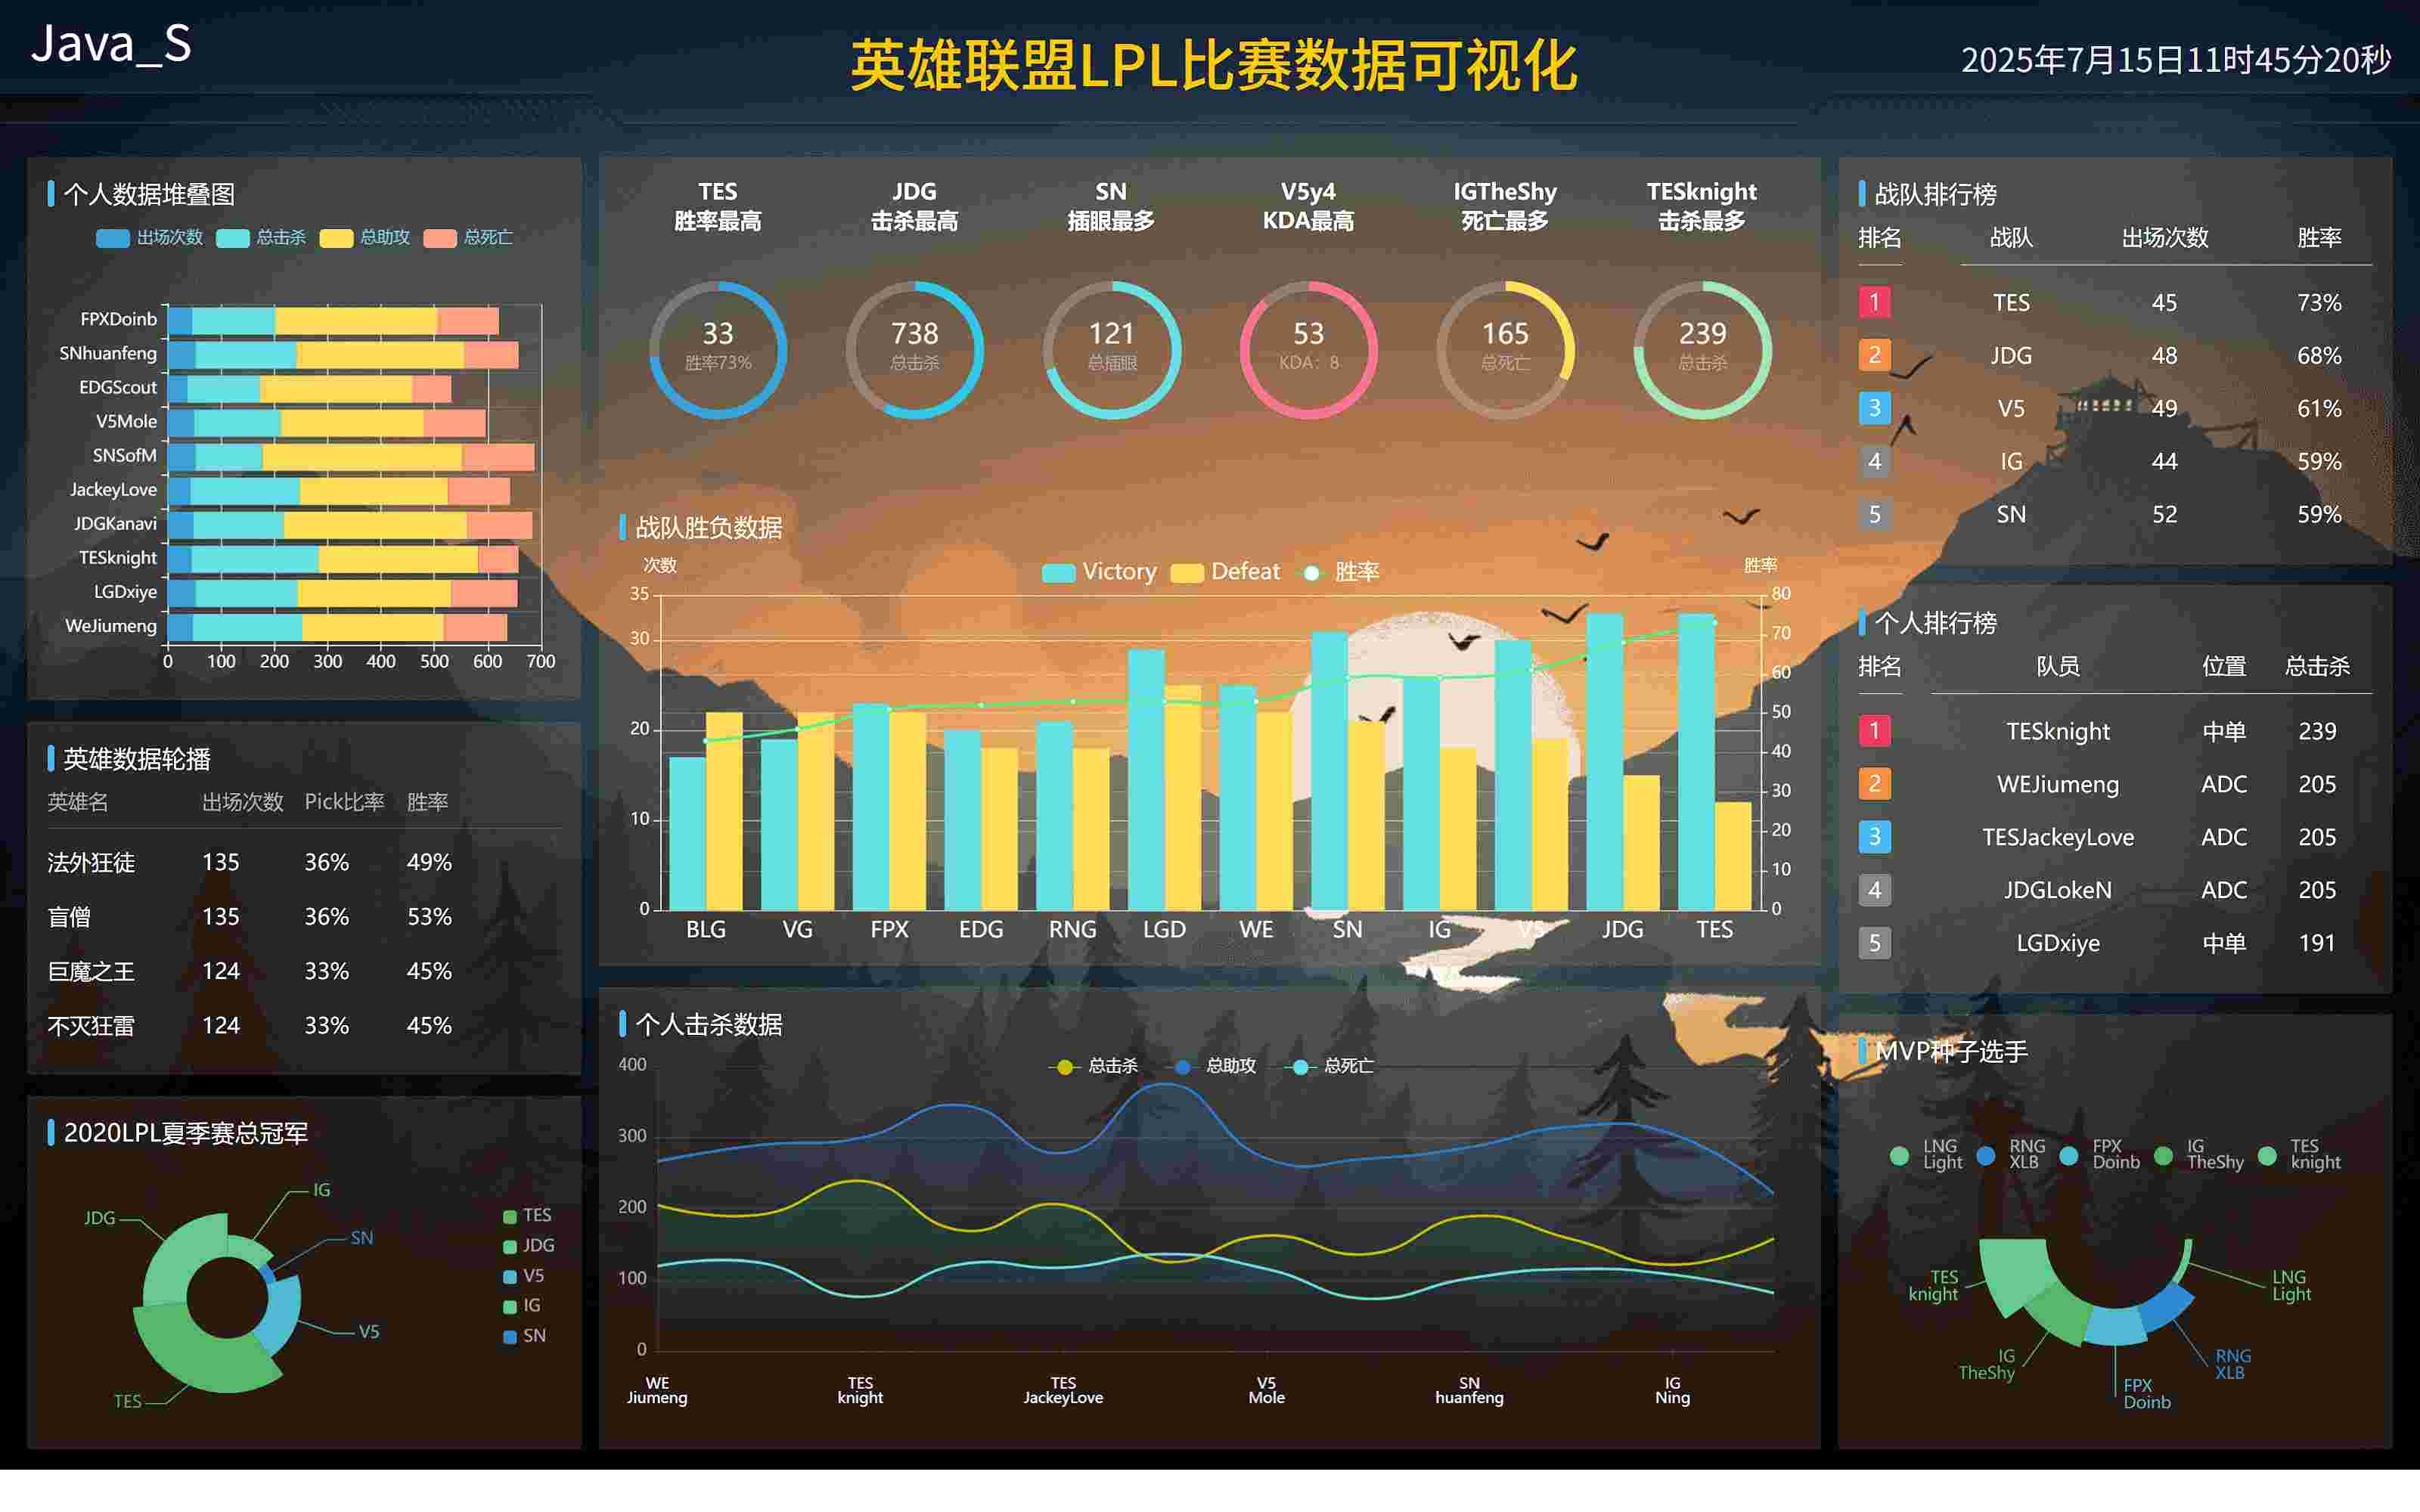 Java_S
英雄联盟LPL比赛数据可视化
2025年7月15日11时45分20秒
个人数据堆叠图
出场次数 总击杀 总助攻 总死亡
FPXDoinb
SNhuanfeng
EDGScout
V5Mole
SNSofM
JackeyLove
JDGKanavi
TESknight
LGDxiye
WeJiumeng
0 100 200 300 400 500 600 700
英雄数据轮播
英雄名 出场次数 Pick比率 胜率
法外狂徒 135 36% 49%
盲僧 135 36% 53%
巨魔之王 124 33% 45%
不灭狂雷 124 33% 45%
2020LPL夏季赛总冠军
IG
JDG
SN
V5
TES
TES
JDG
V5
IG
SN
TES JDG SN V5y4 IGTheShy TESknight
胜率最高 击杀最高 插眼最多 KDA最高 死亡最多 击杀最多
33 738 121 53 165 239
胜率73% 总击杀 总插眼 KDA：8 总死亡 总击杀
战队胜负数据
次数 Victory Defeat 胜率 胜率
35 80
30 70
60
20 50
40
10 30
20
10
0 0
BLG VG FPX EDG RNG LGD WE SN IG V5 JDG TES
个人击杀数据
总击杀 总助攻 总死亡
400
300
200
100
0
WE TES TES V5 SN IG
Jiumeng knight JackeyLove Mole huanfeng Ning
战队排行榜
排名 战队 出场次数 胜率
1 TES 45 73%
2 JDG 48 68%
3 V5 49 61%
4 IG 44 59%
5 SN 52 59%
个人排行榜
排名 队员 位置 总击杀
1 TESknight 中单 239
2 WEJiumeng ADC 205
3 TESJackeyLove ADC 205
4 JDGLokeN ADC 205
5 LGDxiye 中单 191
MVP种子选手
LNG RNG FPX IG TES
Light XLB Doinb TheShy knight
TES
knight
LNG
Light
IG
TheShy
RNG
XLB
FPX
Doinb